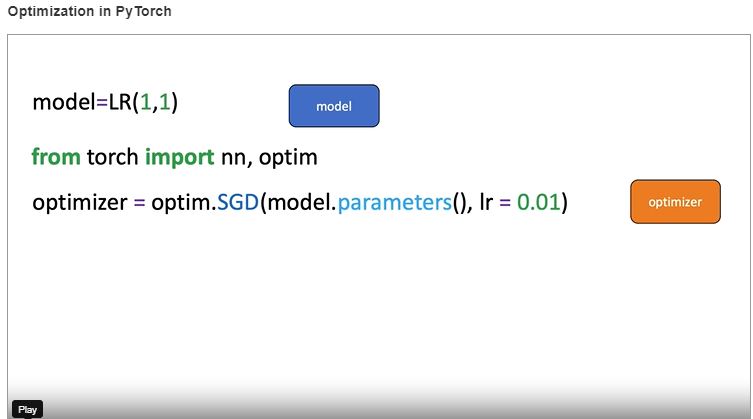 Optimization in PyTorch
model=LR(1,1)
model
from torch import nn, optim
optimizer = optim.SGD(model.parameters(), lr = 0.01)
optimizer
Play